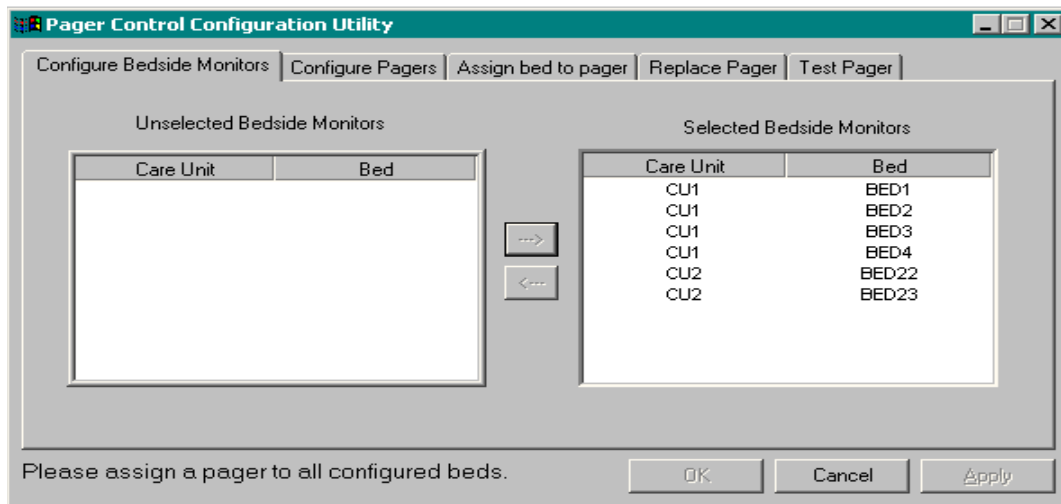 Pager Control Configuration Utility
Configure Bedside Monitors Configure Pagers Assign bed to pager Replace Pager Test Pager
Unselected Bedside Monitors Selected Bedside Monitors
Care Unit Bed Care Unit Bed
CU1 BED1
CU1 BED2
--->
CU1 BED3
CU1 BED4
<---
CU2 BED22
CU2 BED23
Please assign a pager to all configured beds. OK Cancel Apply